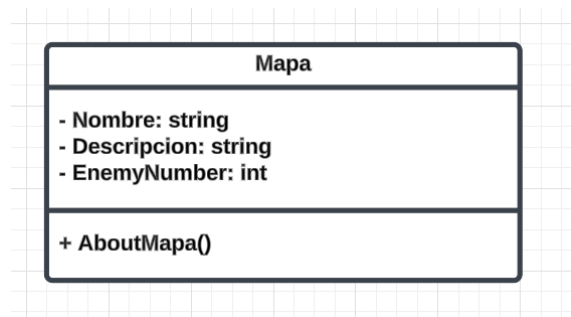 Mapa
- Nombre: string
- Descripcion: string
- EnemyNumber: int
+ AboutMapa()